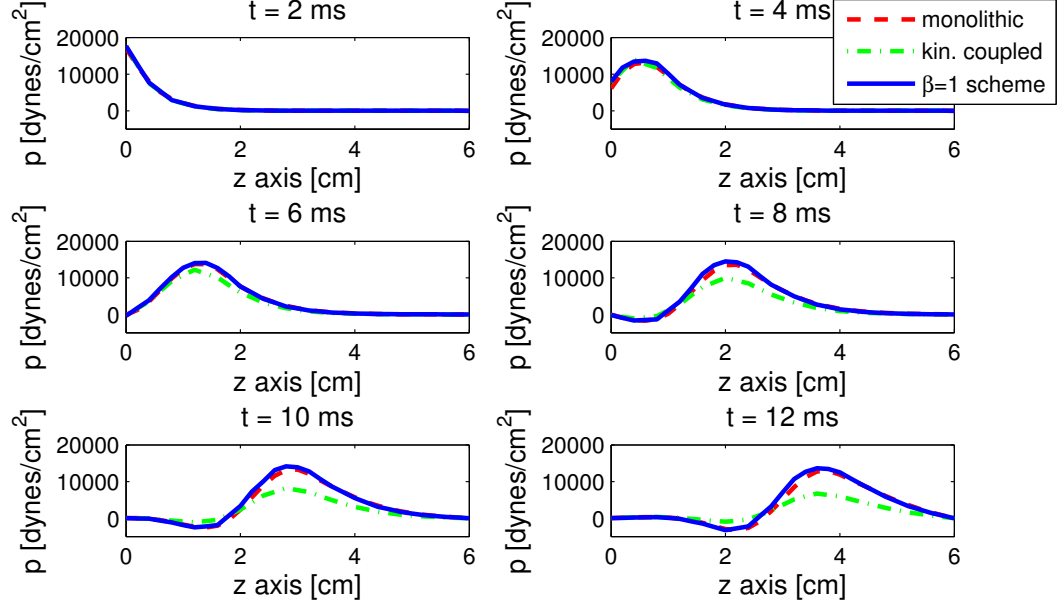 t = 2 ms
p [dynes/cm²]
20000
10000
0
0 2 4 6
z axis [cm]
t = 4 ms
p [dynes/cm²]
20000
10000
0
0 2 4 6
z axis [cm]
monolithic
kin. coupled
β=1 scheme
t = 6 ms
p [dynes/cm²]
20000
10000
0
0 2 4 6
z axis [cm]
t = 8 ms
p [dynes/cm²]
20000
10000
0
0 2 4 6
z axis [cm]
t = 10 ms
p [dynes/cm²]
20000
10000
0
0 2 4 6
z axis [cm]
t = 12 ms
p [dynes/cm²]
20000
10000
0
0 2 4 6
z axis [cm]